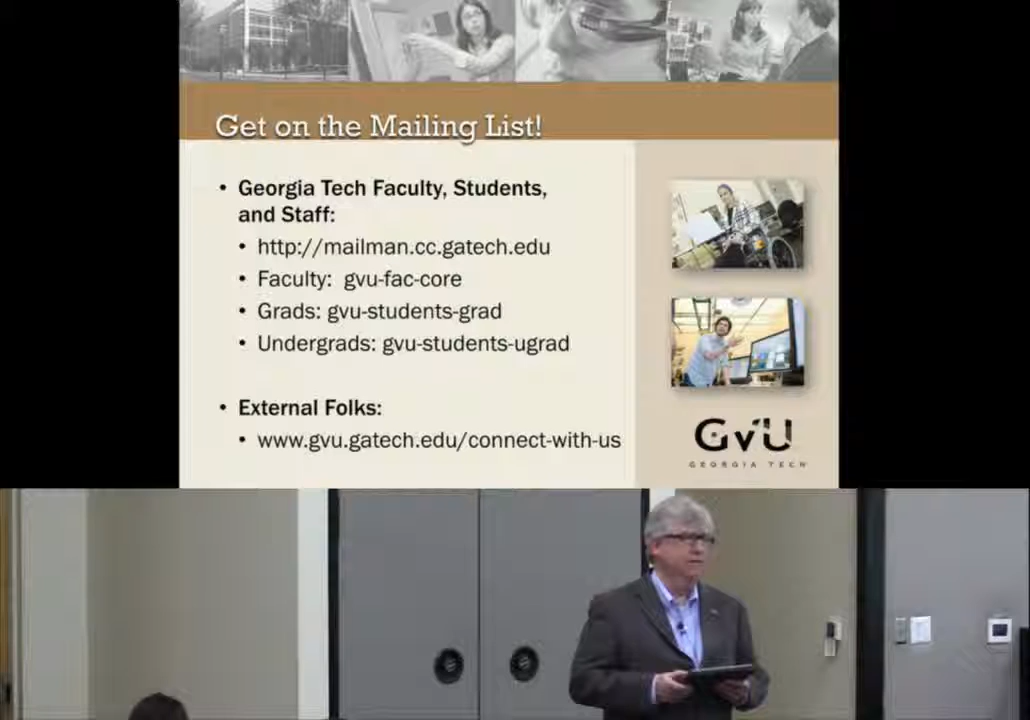 Get on the Mailing List!
• Georgia Tech Faculty, Students,
and Staff:
• http://mailman.cc.gatech.edu
• Faculty: gvu-fac-core
• Grads: gvu-students-grad
• Undergrads: gvu-students-ugrad
• External Folks:
• www.gvu.gatech.edu/connect-with-us
GVU
GEORGIA TECH